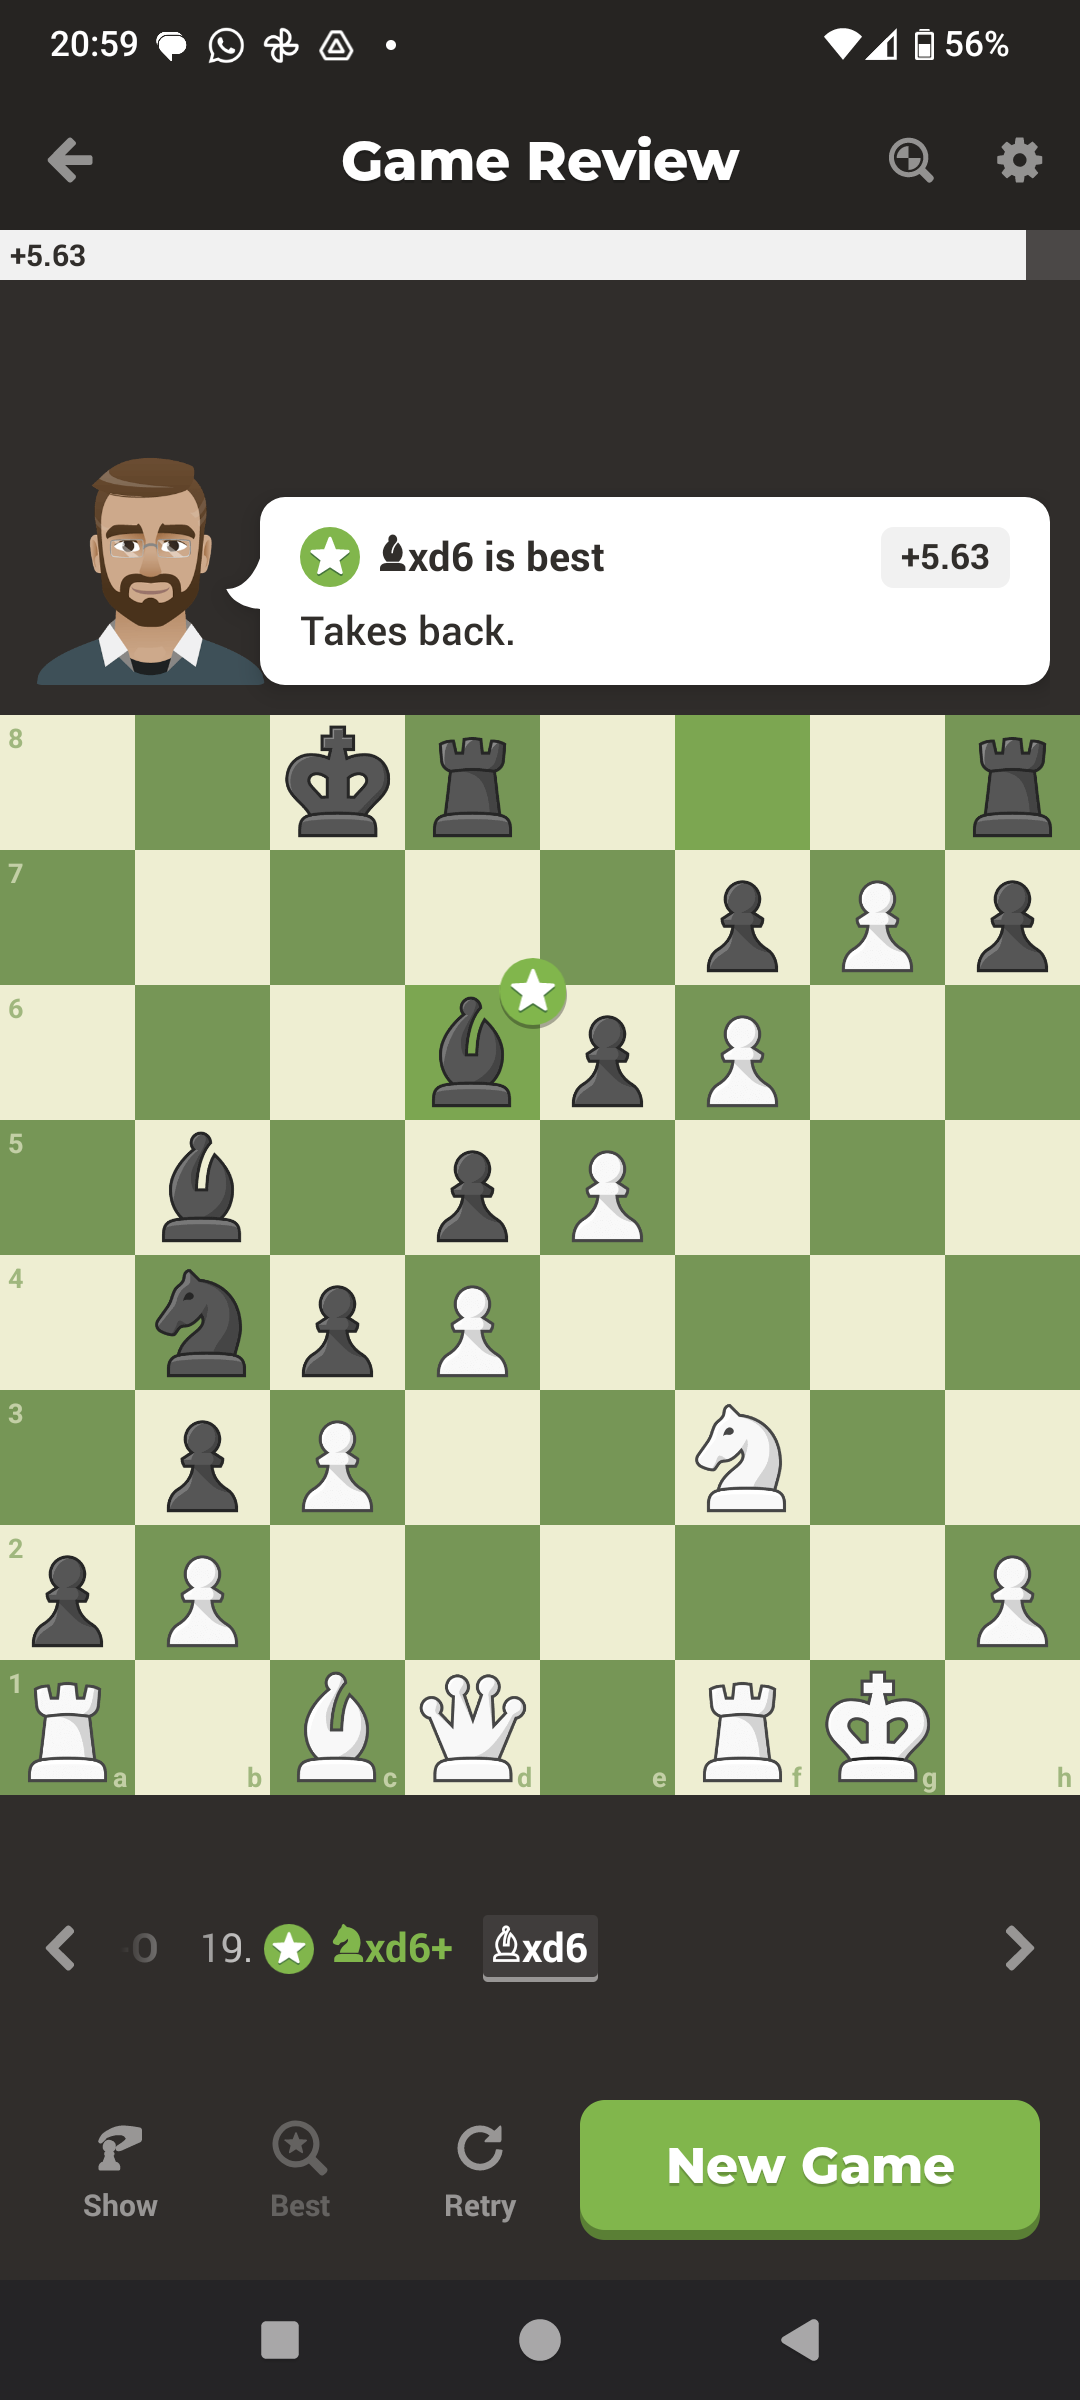 20:59
56%
Game Review
+5.63
xd6 is best
+5.63
Takes back.
8
7
6
5
4
3
2
1
a b c d e f g h
-O 19. xd6+ xd6
Show Best Retry New Game